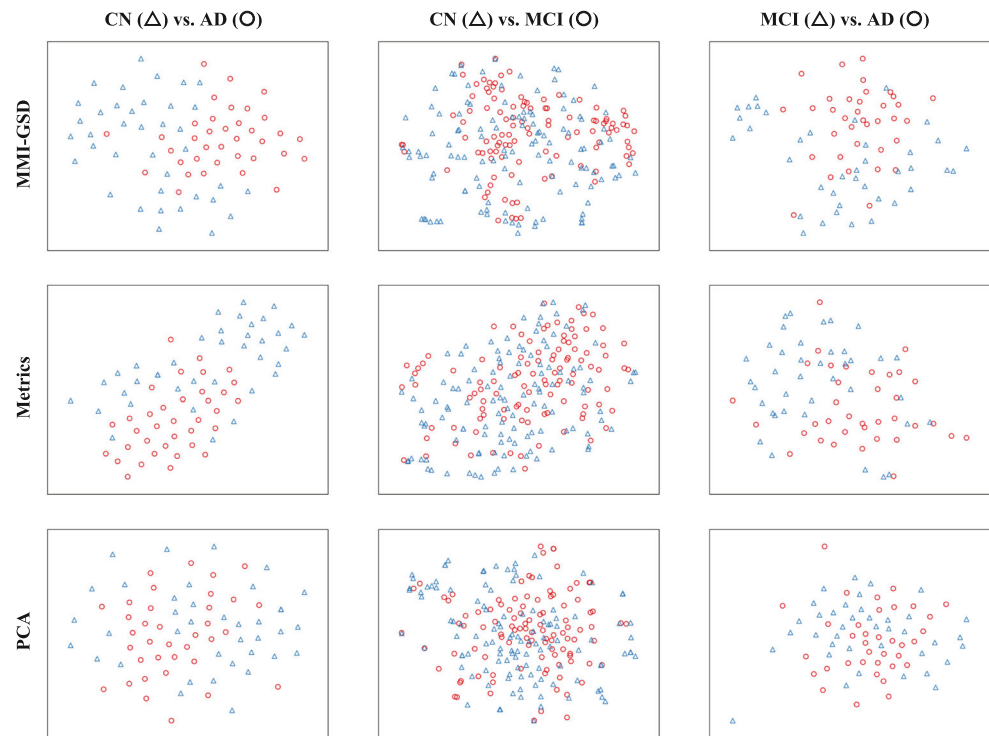 CN (△) vs. AD (○)
CN (△) vs. MCI (○)
MCI (△) vs. AD (○)
MMI-GSD
Metrics
PCA